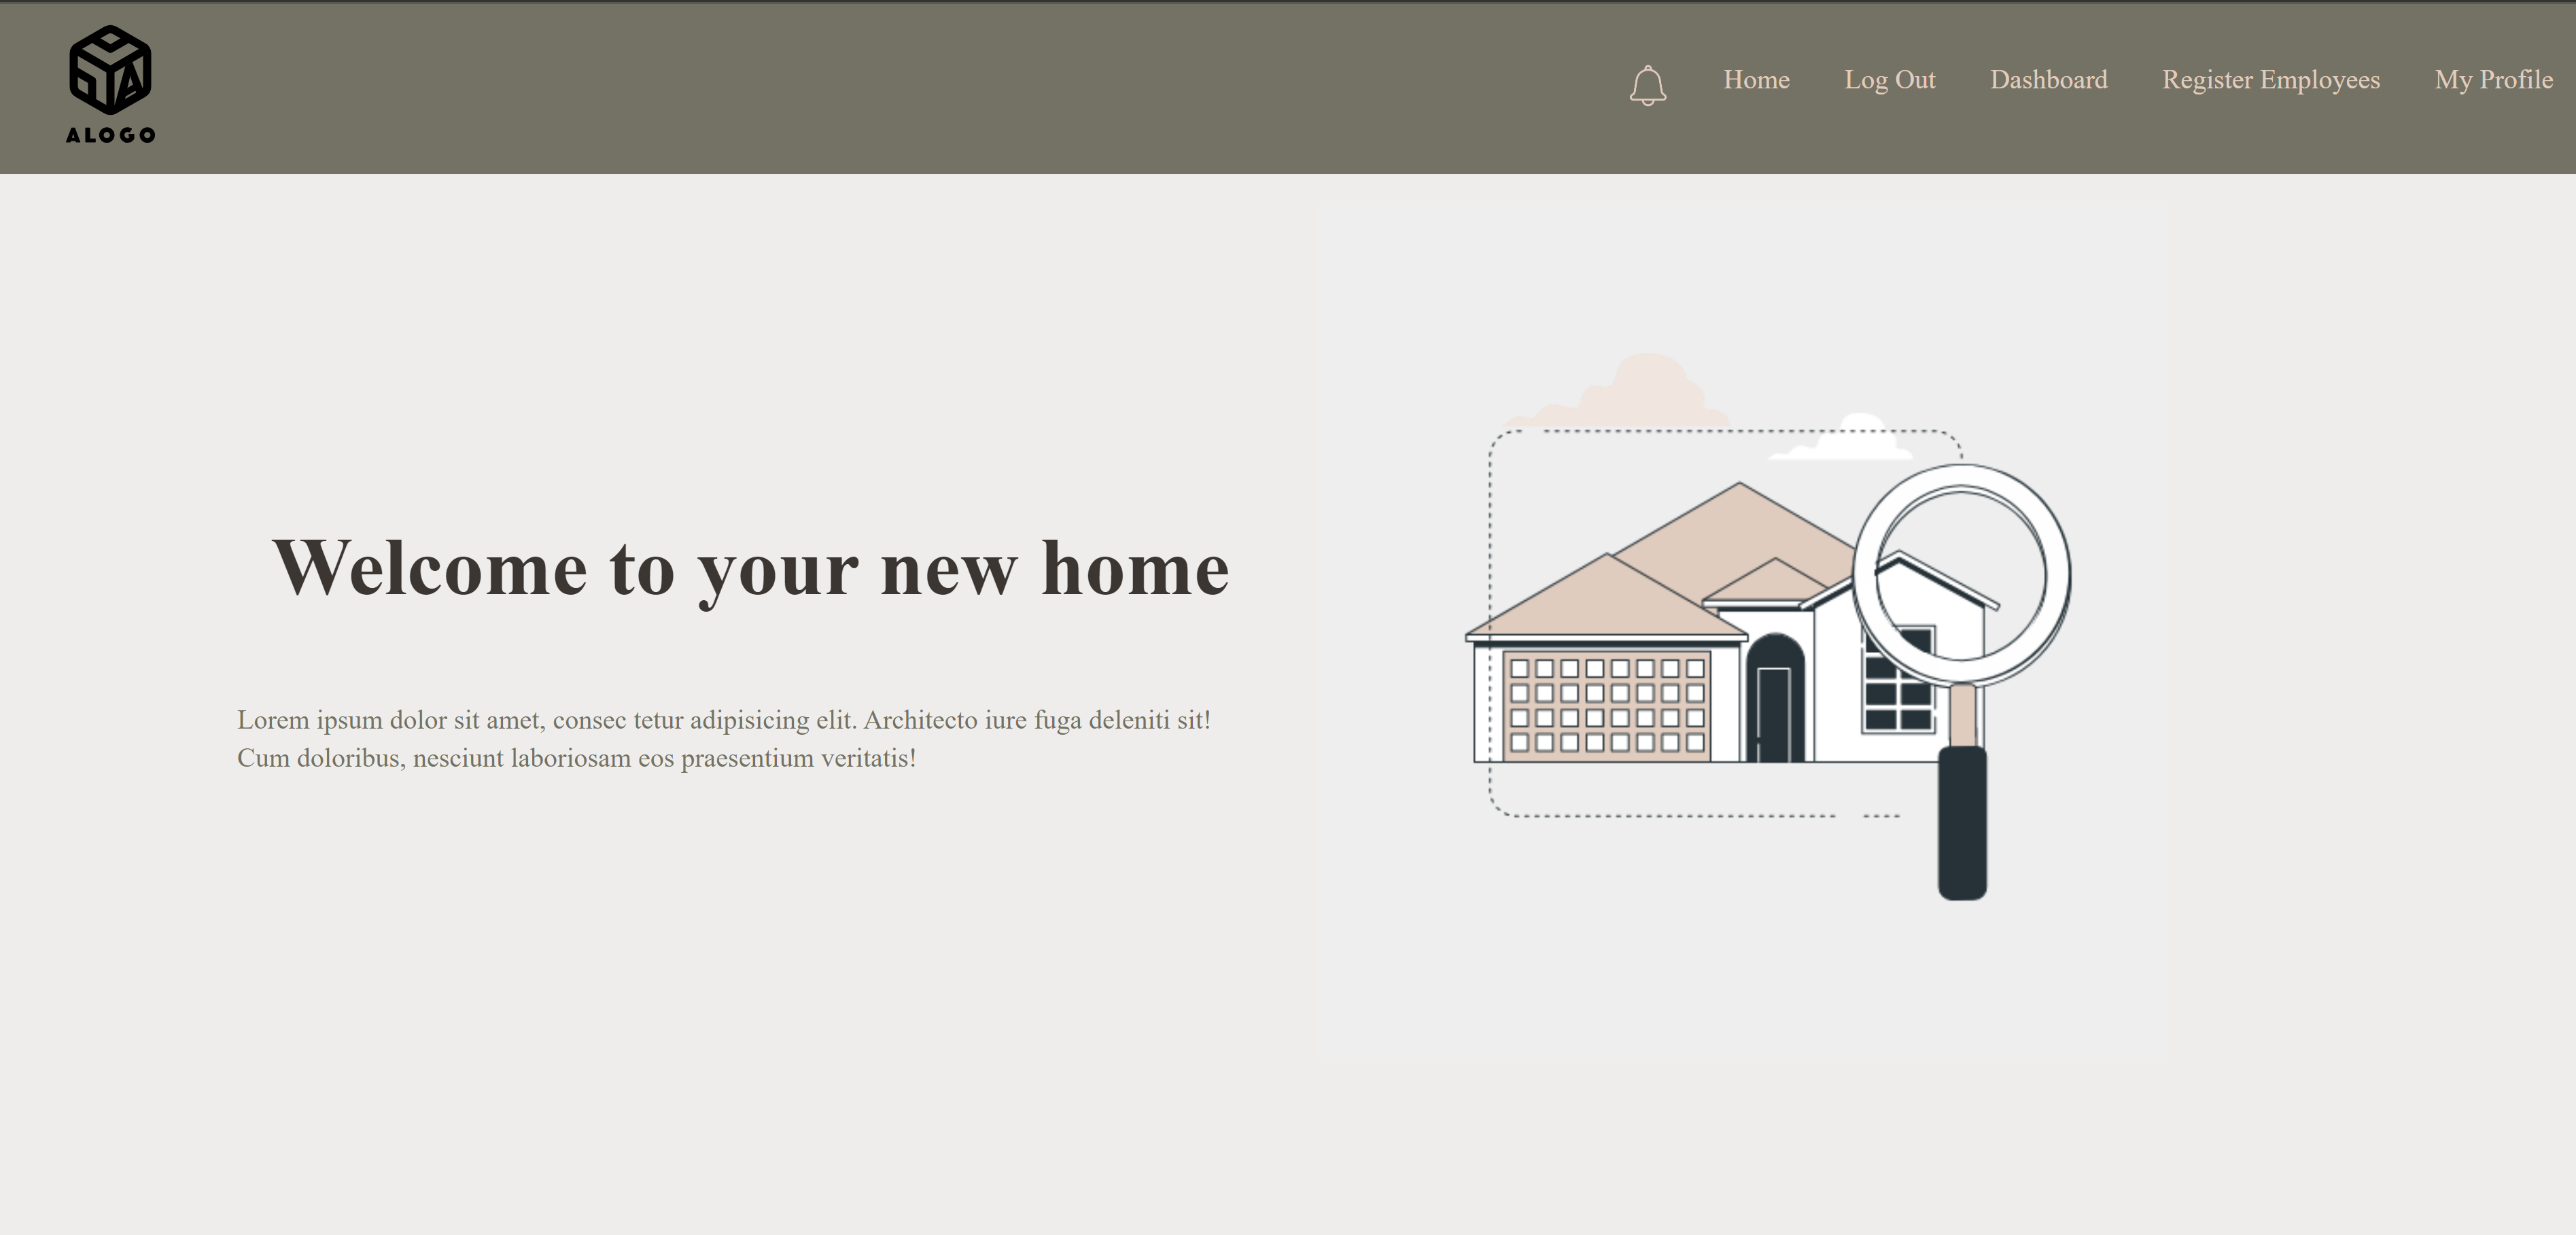 ALOGO
Home Log Out Dashboard Register Employees My Profile
Welcome to your new home
Lorem ipsum dolor sit amet, consec tetur adipisicing elit. Architecto iure fuga deleniti sit!
Cum doloribus, nesciunt laboriosam eos praesentium veritatis!